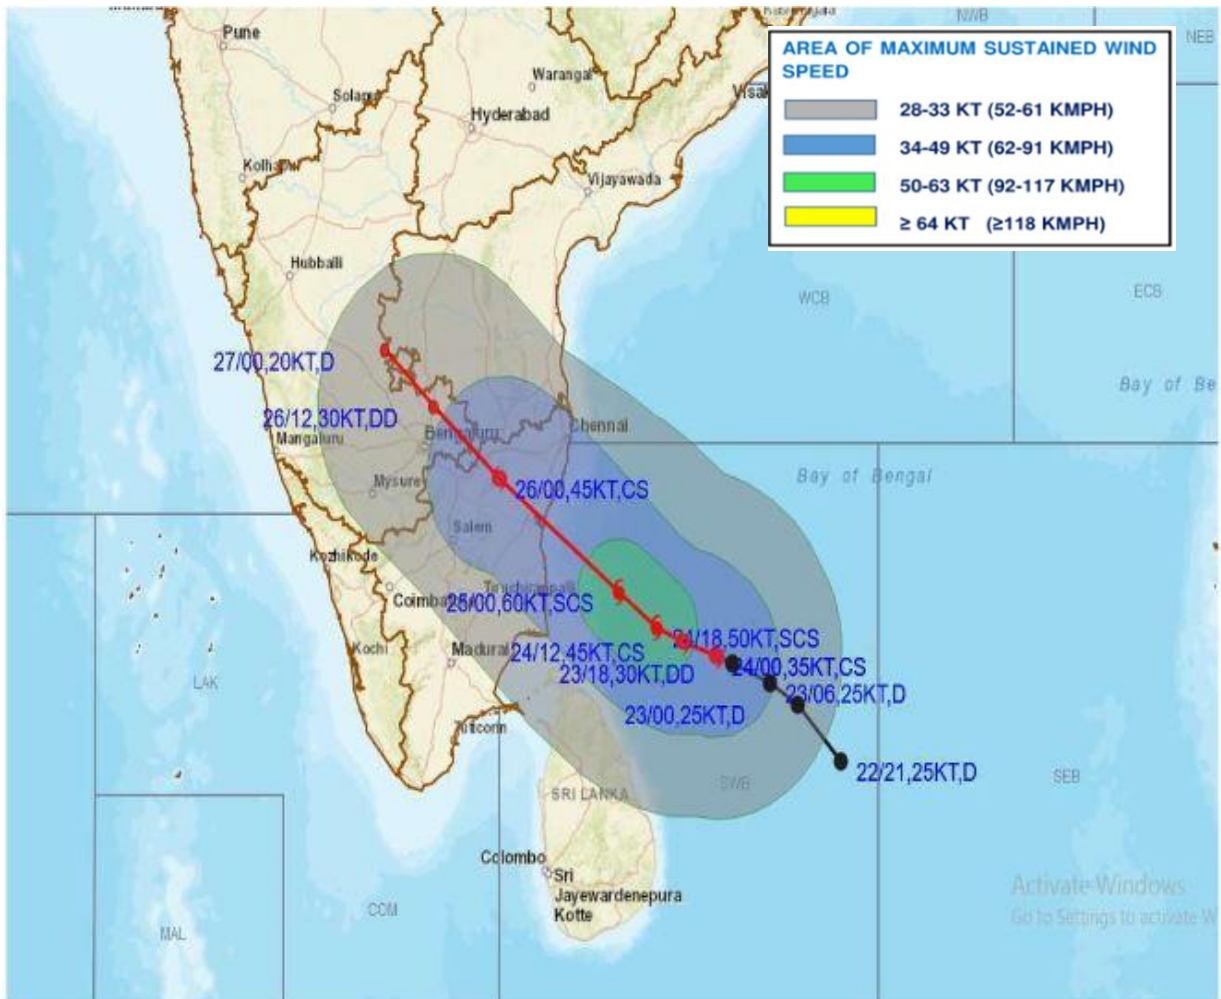 Pune
NWB
NEB
Warangal
Solapur
Hyderabad
AREA OF MAXIMUM SUSTAINED WIND
SPEED
28-33 KT (52-61 KMPH)
34-49 KT (62-91 KMPH)
50-63 KT (92-117 KMPH)
≥ 64 KT (≥118 KMPH)
Kolhapur
Vijayawada
Hubballi
WCB
ECB
27/00,20KT,D
Bay of Be
26/12,30KT,DD
Mangaluru
Bengaluru
Chennai
Mysure
26/00,45KT,CS
Bay of Bengal
Salem
Kozhikode
Tiruchirappalli
Coimbatore
25/00,60KT,SCS
Kochi
Madurai
24/12,45KT,CS
24/18,50KT,SCS
23/18,30KT,DD
24/00,35KT,CS
LAK
23/06,25KT,D
23/00,25KT,D
Tuticorin
22/21,25KT,D
SWB
SEB
SRI LANKA
Colombo
Sri
Jayewardenepura
Kotte
COM
MAL
Activate Windows
Go to Settings to activate W